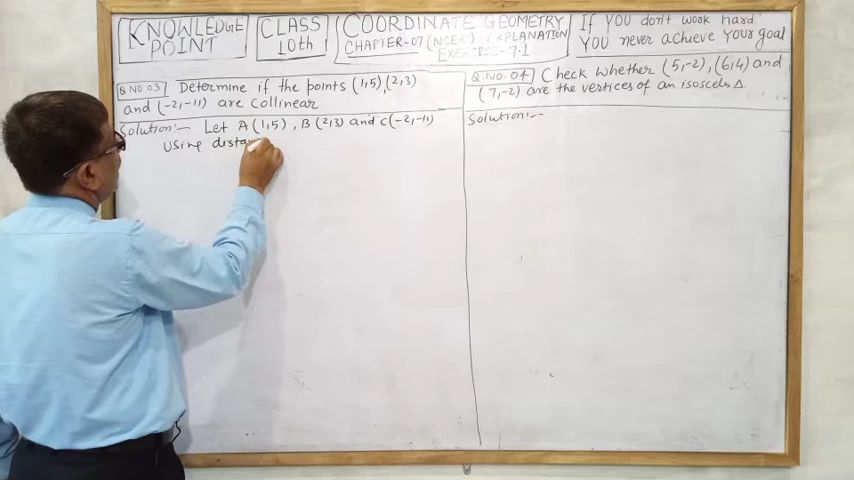 KNOWLEDGE
POINT
CLASS
10th
COORDINATE GEOMETRY
CHAPTER-07 (NCERT) EXPLANATION
EXERCISE-7.1
If You don't work hard
You never achieve your goal
Q NO 03 Determine if the points (1,5) (2,3)
and (-2,-11) are collinear
Solution:- Let A(1,5), B(2,3) and C(-2,-11)
Using distan
Q.NO.04 Check whether (5,-2), (6,4) and
(7,-2) are the vertices of an isosceles Δ.
Solution:-